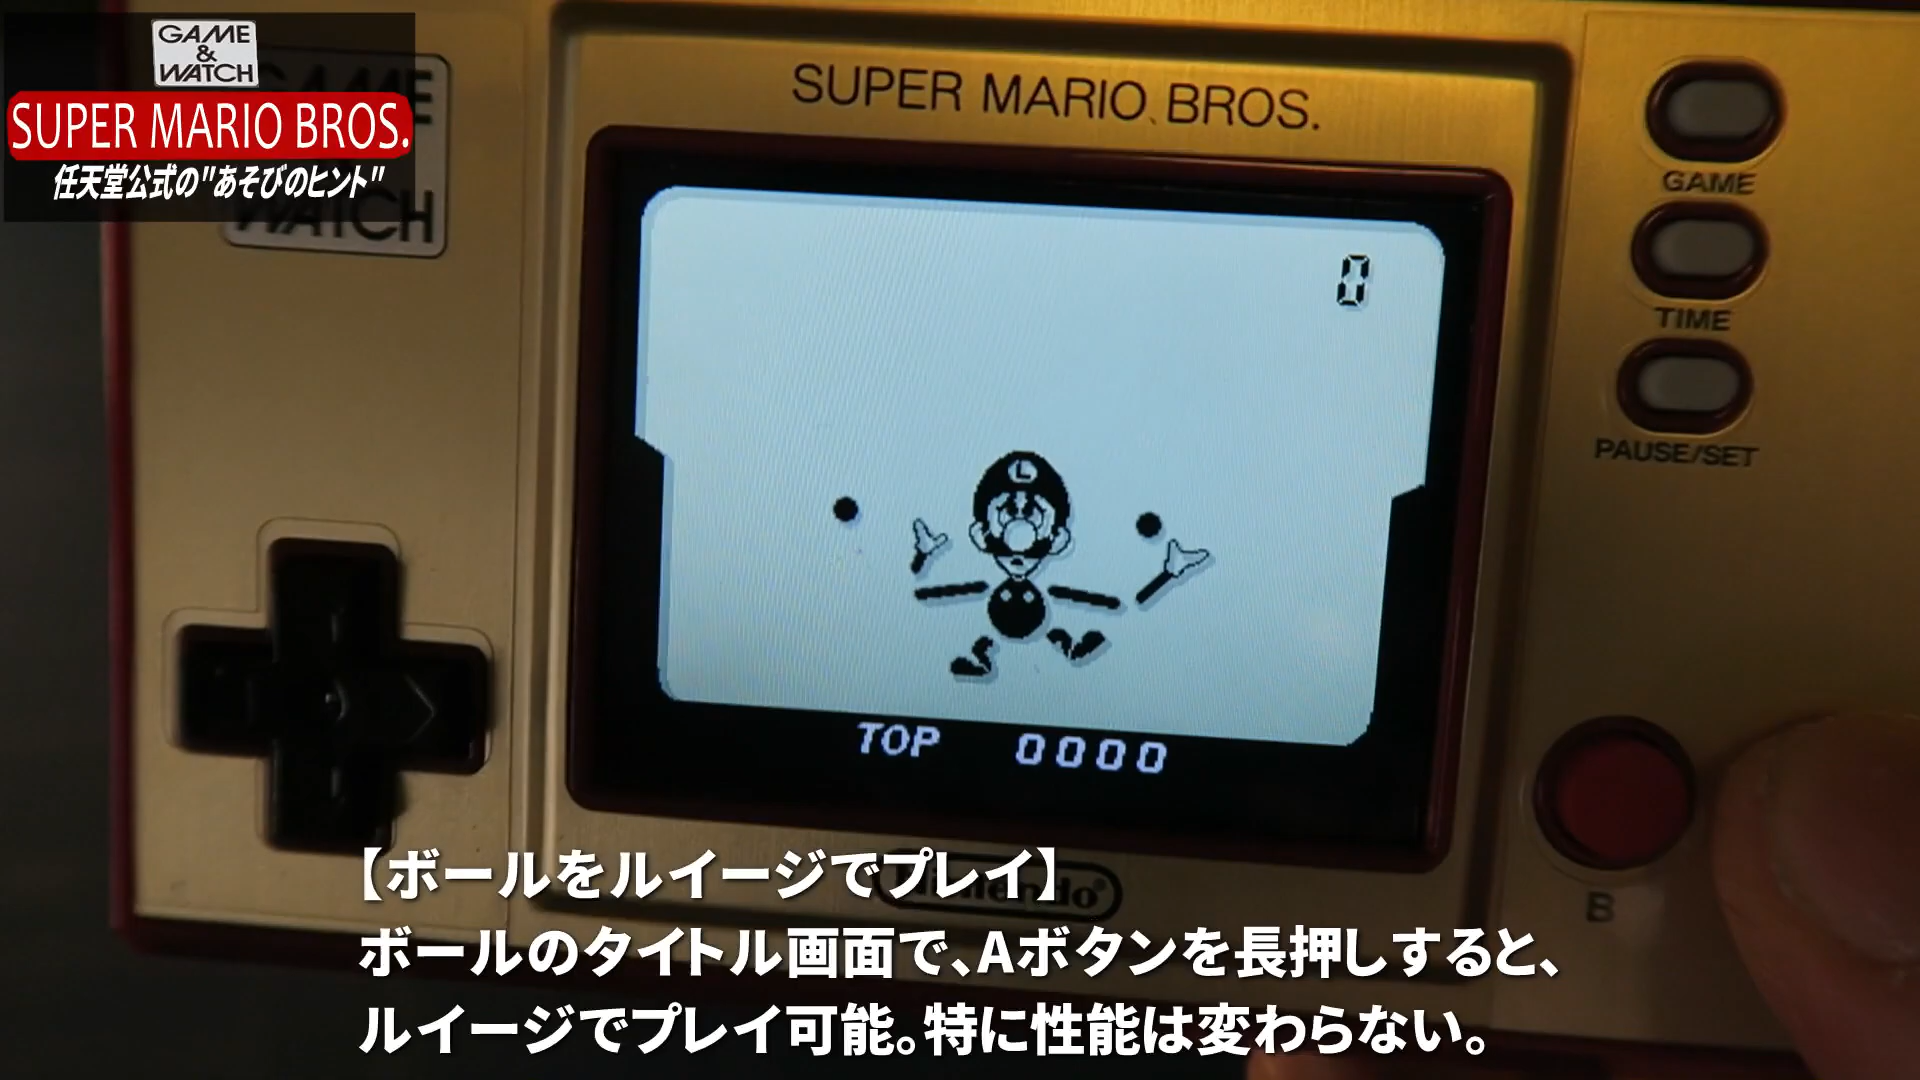 GAME
&
WATCH
SUPER MARIO BROS.
任天堂公式の"あそびのヒント"
WATCH
SUPER MARIO BROS.
GAME
0
TIME
L
PAUSE/SET
TOP 0000
Nintendo
B
【ボールをルイージでプレイ】
ボールのタイトル画面で、Aボタンを長押しすると、
ルイージでプレイ可能。特に性能は変わらない。